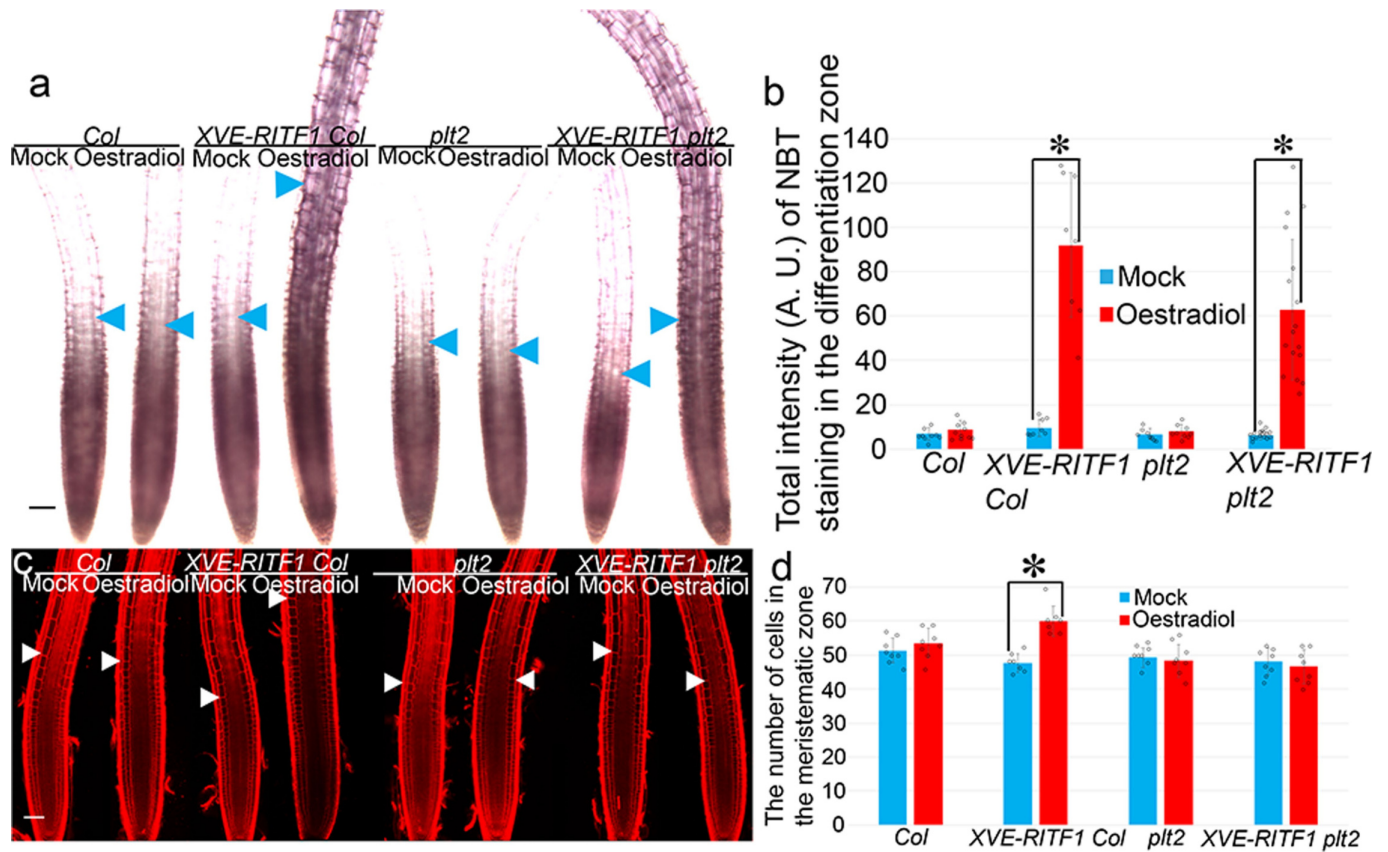 a
Col XVE-RITF1 Col plt2 XVE-RITF1 plt2
Mock Oestradiol Mock Oestradiol Mock Oestradiol Mock Oestradiol
b
Total intensity (A. U.) of NBT
staining in the differentiation zone
140
120
100
80
60
40
20
0
Mock
Oestradiol
* *
Col XVE-RITF1 Col plt2 XVE-RITF1 plt2
c
Col XVE-RITF1 Col plt2 XVE-RITF1 plt2
Mock Oestradiol Mock Oestradiol Mock Oestradiol Mock Oestradiol
d
The number of cells in
the meristematic zone
70
60
50
40
30
20
10
0
Mock
Oestradiol
*
Col XVE-RITF1 Col plt2 XVE-RITF1 plt2